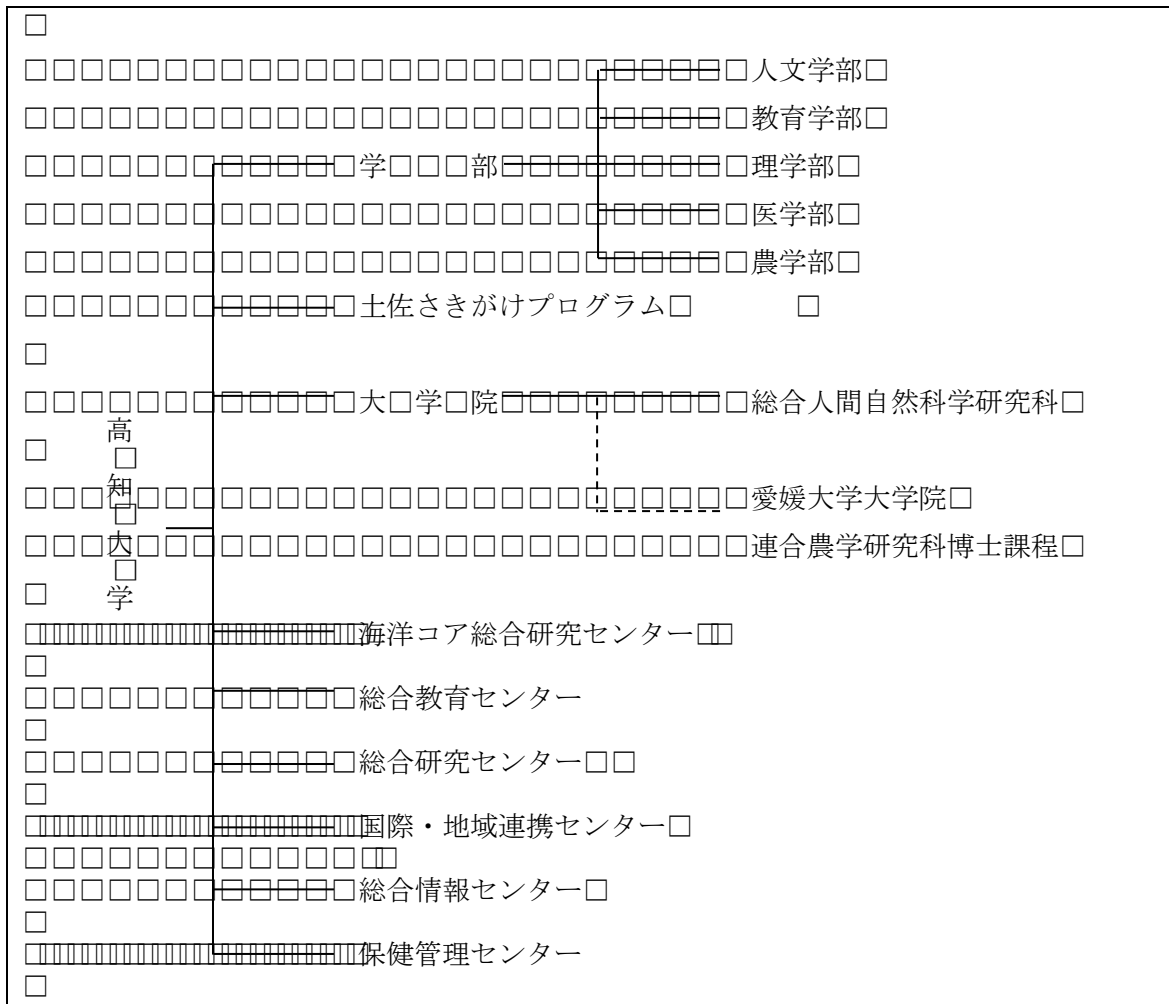 人文学部
教育学部
学部 理学部
医学部
農学部
土佐さきがけプログラム
大学院 総合人間自然科学研究科
高知大学
愛媛大学大学院
連合農学研究科博士課程
海洋コア総合研究センター
総合教育センター
総合研究センター
国際・地域連携センター
総合情報センター
保健管理センター